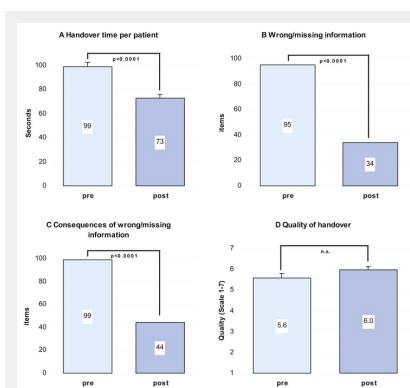 A Handover time per patient
p<0.0001
Seconds
100
80
60
40
20
0
99
73
pre
post
B Wrong/missing information
p<0.0001
items
100
80
60
40
20
0
95
34
pre
post
C Consequences of wrong/missing
information
p<0.0001
items
100
80
60
40
20
0
99
44
pre
post
D Quality of handover
n.s.
Quality (Scale 1-7)
7
6
5
4
3
2
1
5.6
6.0
pre
post